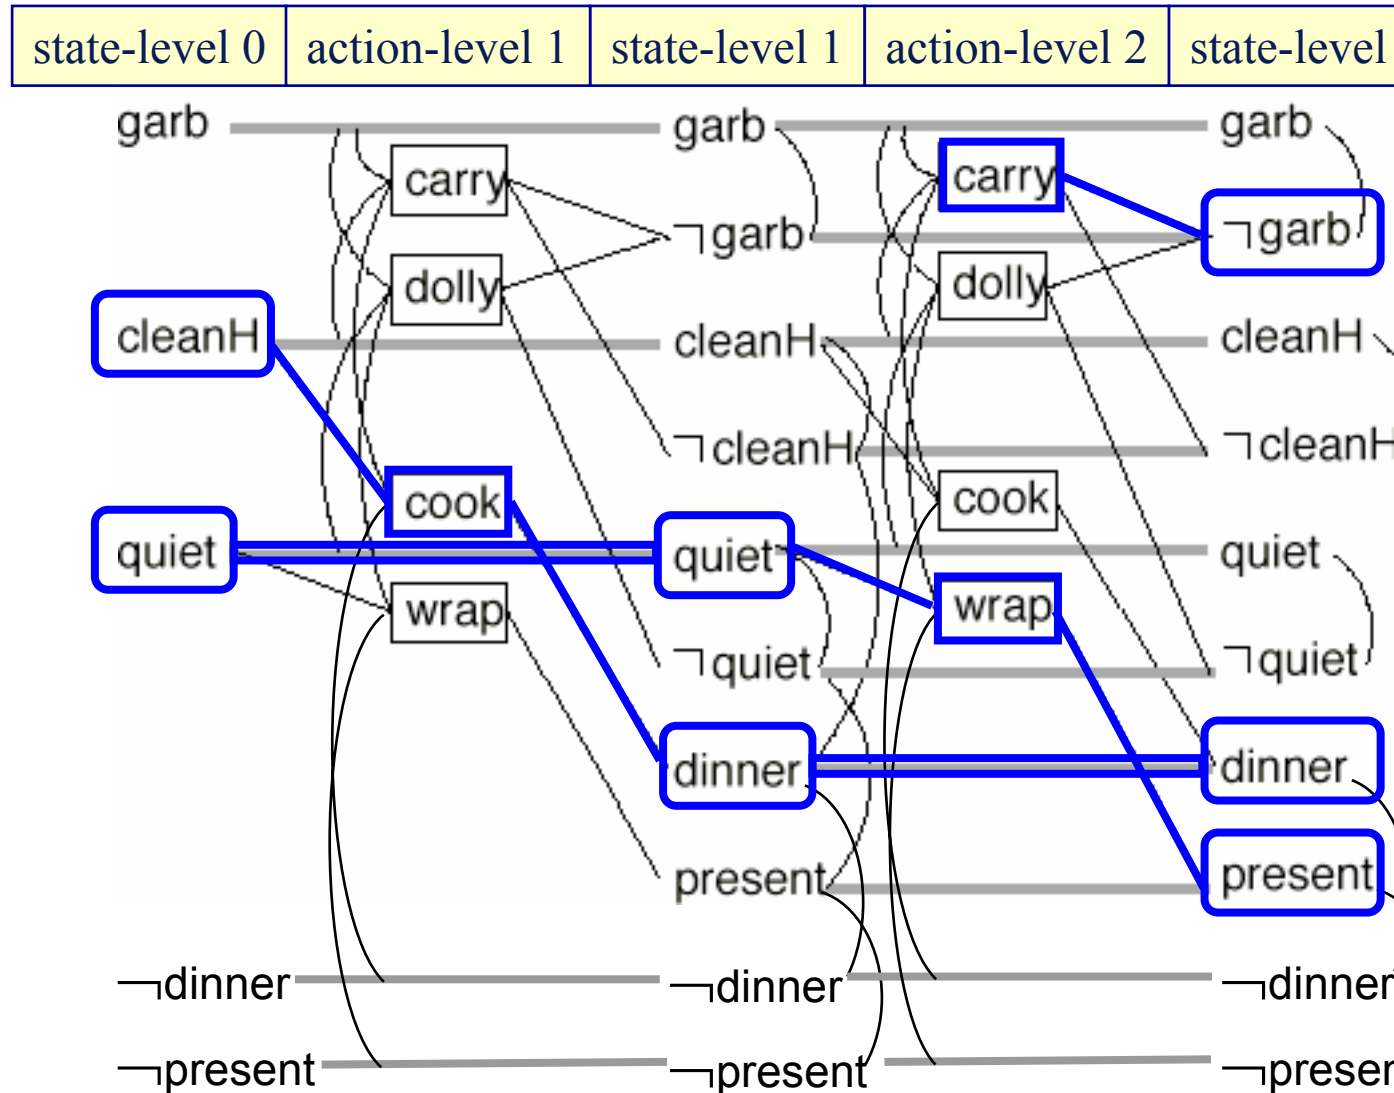 state-level 0 action-level 1 state-level 1 action-level 2 state-level
garb garb garb
carry carry
¬garb ¬garb
dolly dolly
cleanH cleanH cleanH
¬cleanH ¬cleanH
cook cook
quiet quiet quiet
wrap wrap
¬quiet ¬quiet
dinner dinner
present present
¬dinner ¬dinner ¬dinner
¬present ¬present ¬presen